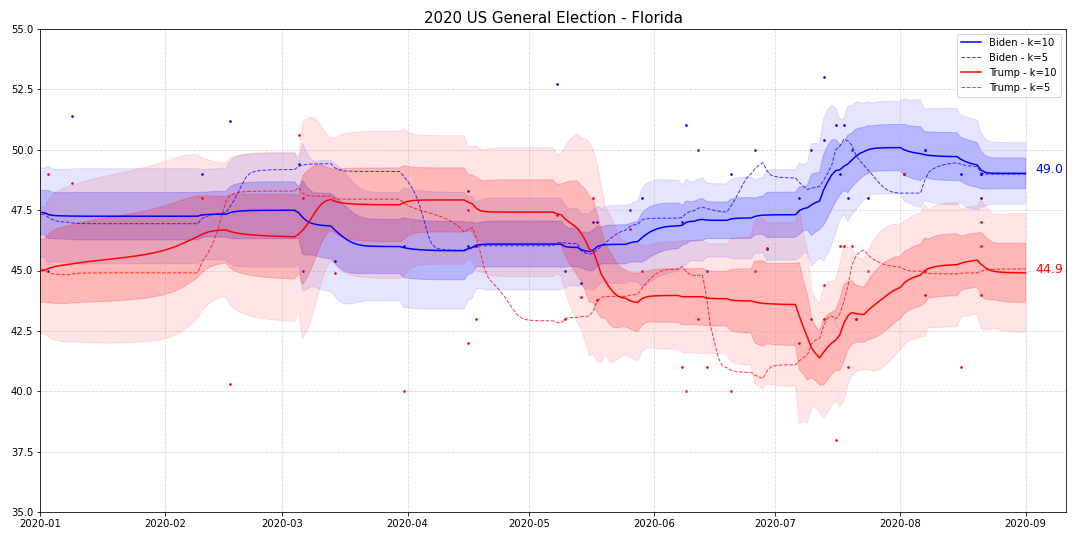 2020 US General Election - Florida
55.0
52.5
50.0
47.5
45.0
42.5
40.0
37.5
35.0
Biden - k=10
Biden - k=5
Trump - k=10
Trump - k=5
49.0
44.9
2020-01 2020-02 2020-03 2020-04 2020-05 2020-06 2020-07 2020-08 2020-09